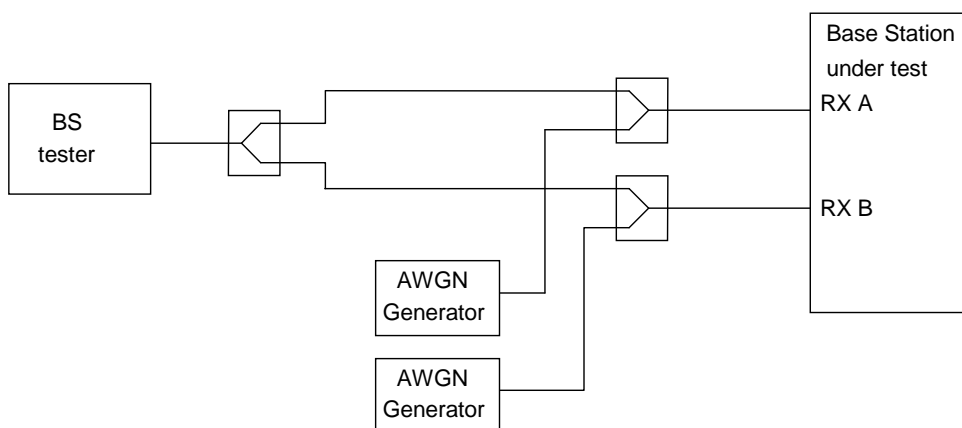 BS
tester
Base Station
under test
RX A
RX B
AWGN
Generator
AWGN
Generator